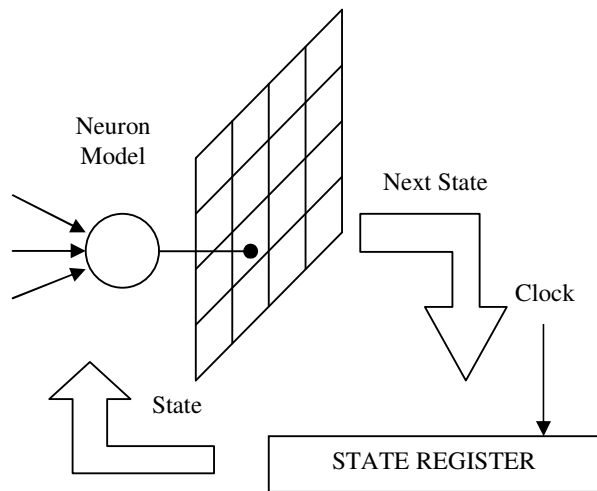 Neuron
Model
Next State
Clock
State
STATE REGISTER